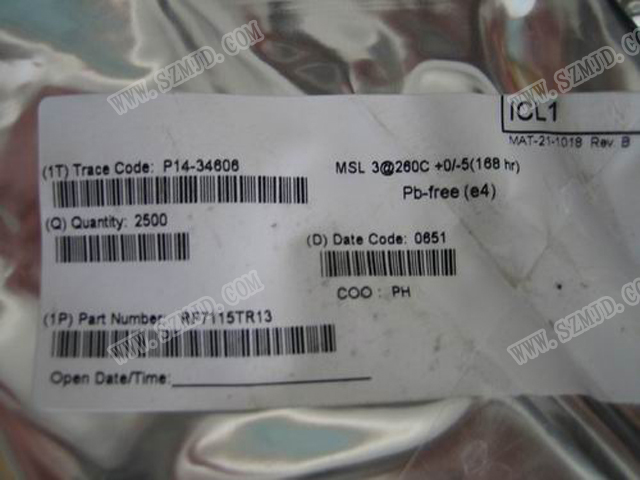 ICL1
MAT-21-1018 Rev. B
(1T) Trace Code: P14-34606
MSL 3@260C +0/-5(168 hr)
Pb-free (e4)
(Q) Quantity: 2500
(D) Date Code: 0651
COO : PH
(1P) Part Number: RF7115TR13
Open Date/Time:
WWW.SZMJD.COM
WWW.SZMJD.COM
WWW.SZMJD.COM
WWW.SZMJD.COM